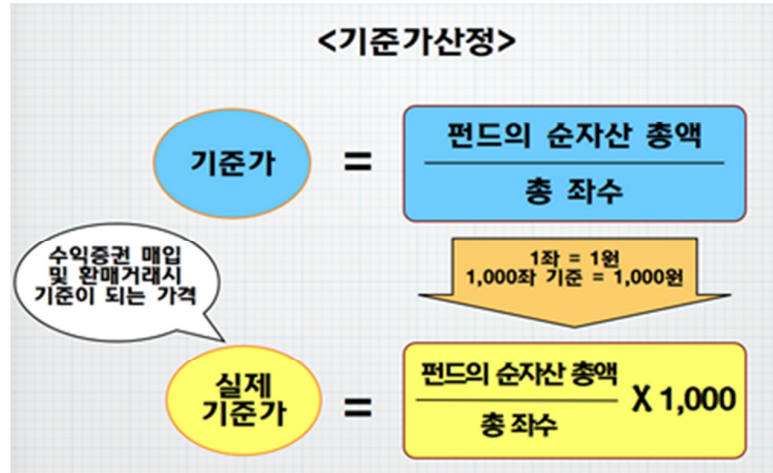 <기준가산정>
기준가
=
펀드의 순자산 총액
총 좌수
수익증권 매입
및 환매거래시
기준이 되는 가격
1좌 = 1원
1,000좌 기준 = 1,000원
실제
기준가
=
펀드의 순자산 총액
총 좌수
X 1,000